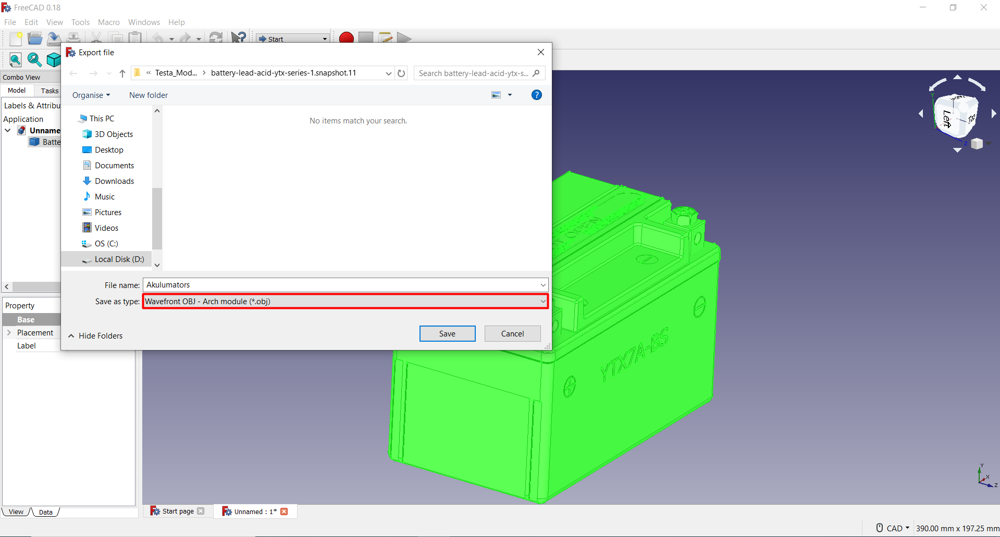 FreeCAD 0.18
File Edit View Tools Macro Windows Help
Start
Export file
« Testa_Mod... > battery-lead-acid-ytx-series-1.snapshot.11
Search battery-lead-acid-ytx-s...
Organise
New folder
Combo View
Model
Tasks
Labels & Attribu
Application
Unname
Batte
This PC
3D Objects
Desktop
Documents
Downloads
Music
Pictures
Videos
OS (C:)
Local Disk (D:)
No items match your search.
File name: Akulumators
Save as type: Wavefront OBJ - Arch module (*.obj)
Hide Folders
Save
Cancel
Property
Base
Placement
Label
Left
Top
Y
Z
YTX7A-BS
Y
X
Z
View
Data
Start page
Unnamed : 1*
CAD
390.00 mm x 197.25 mm